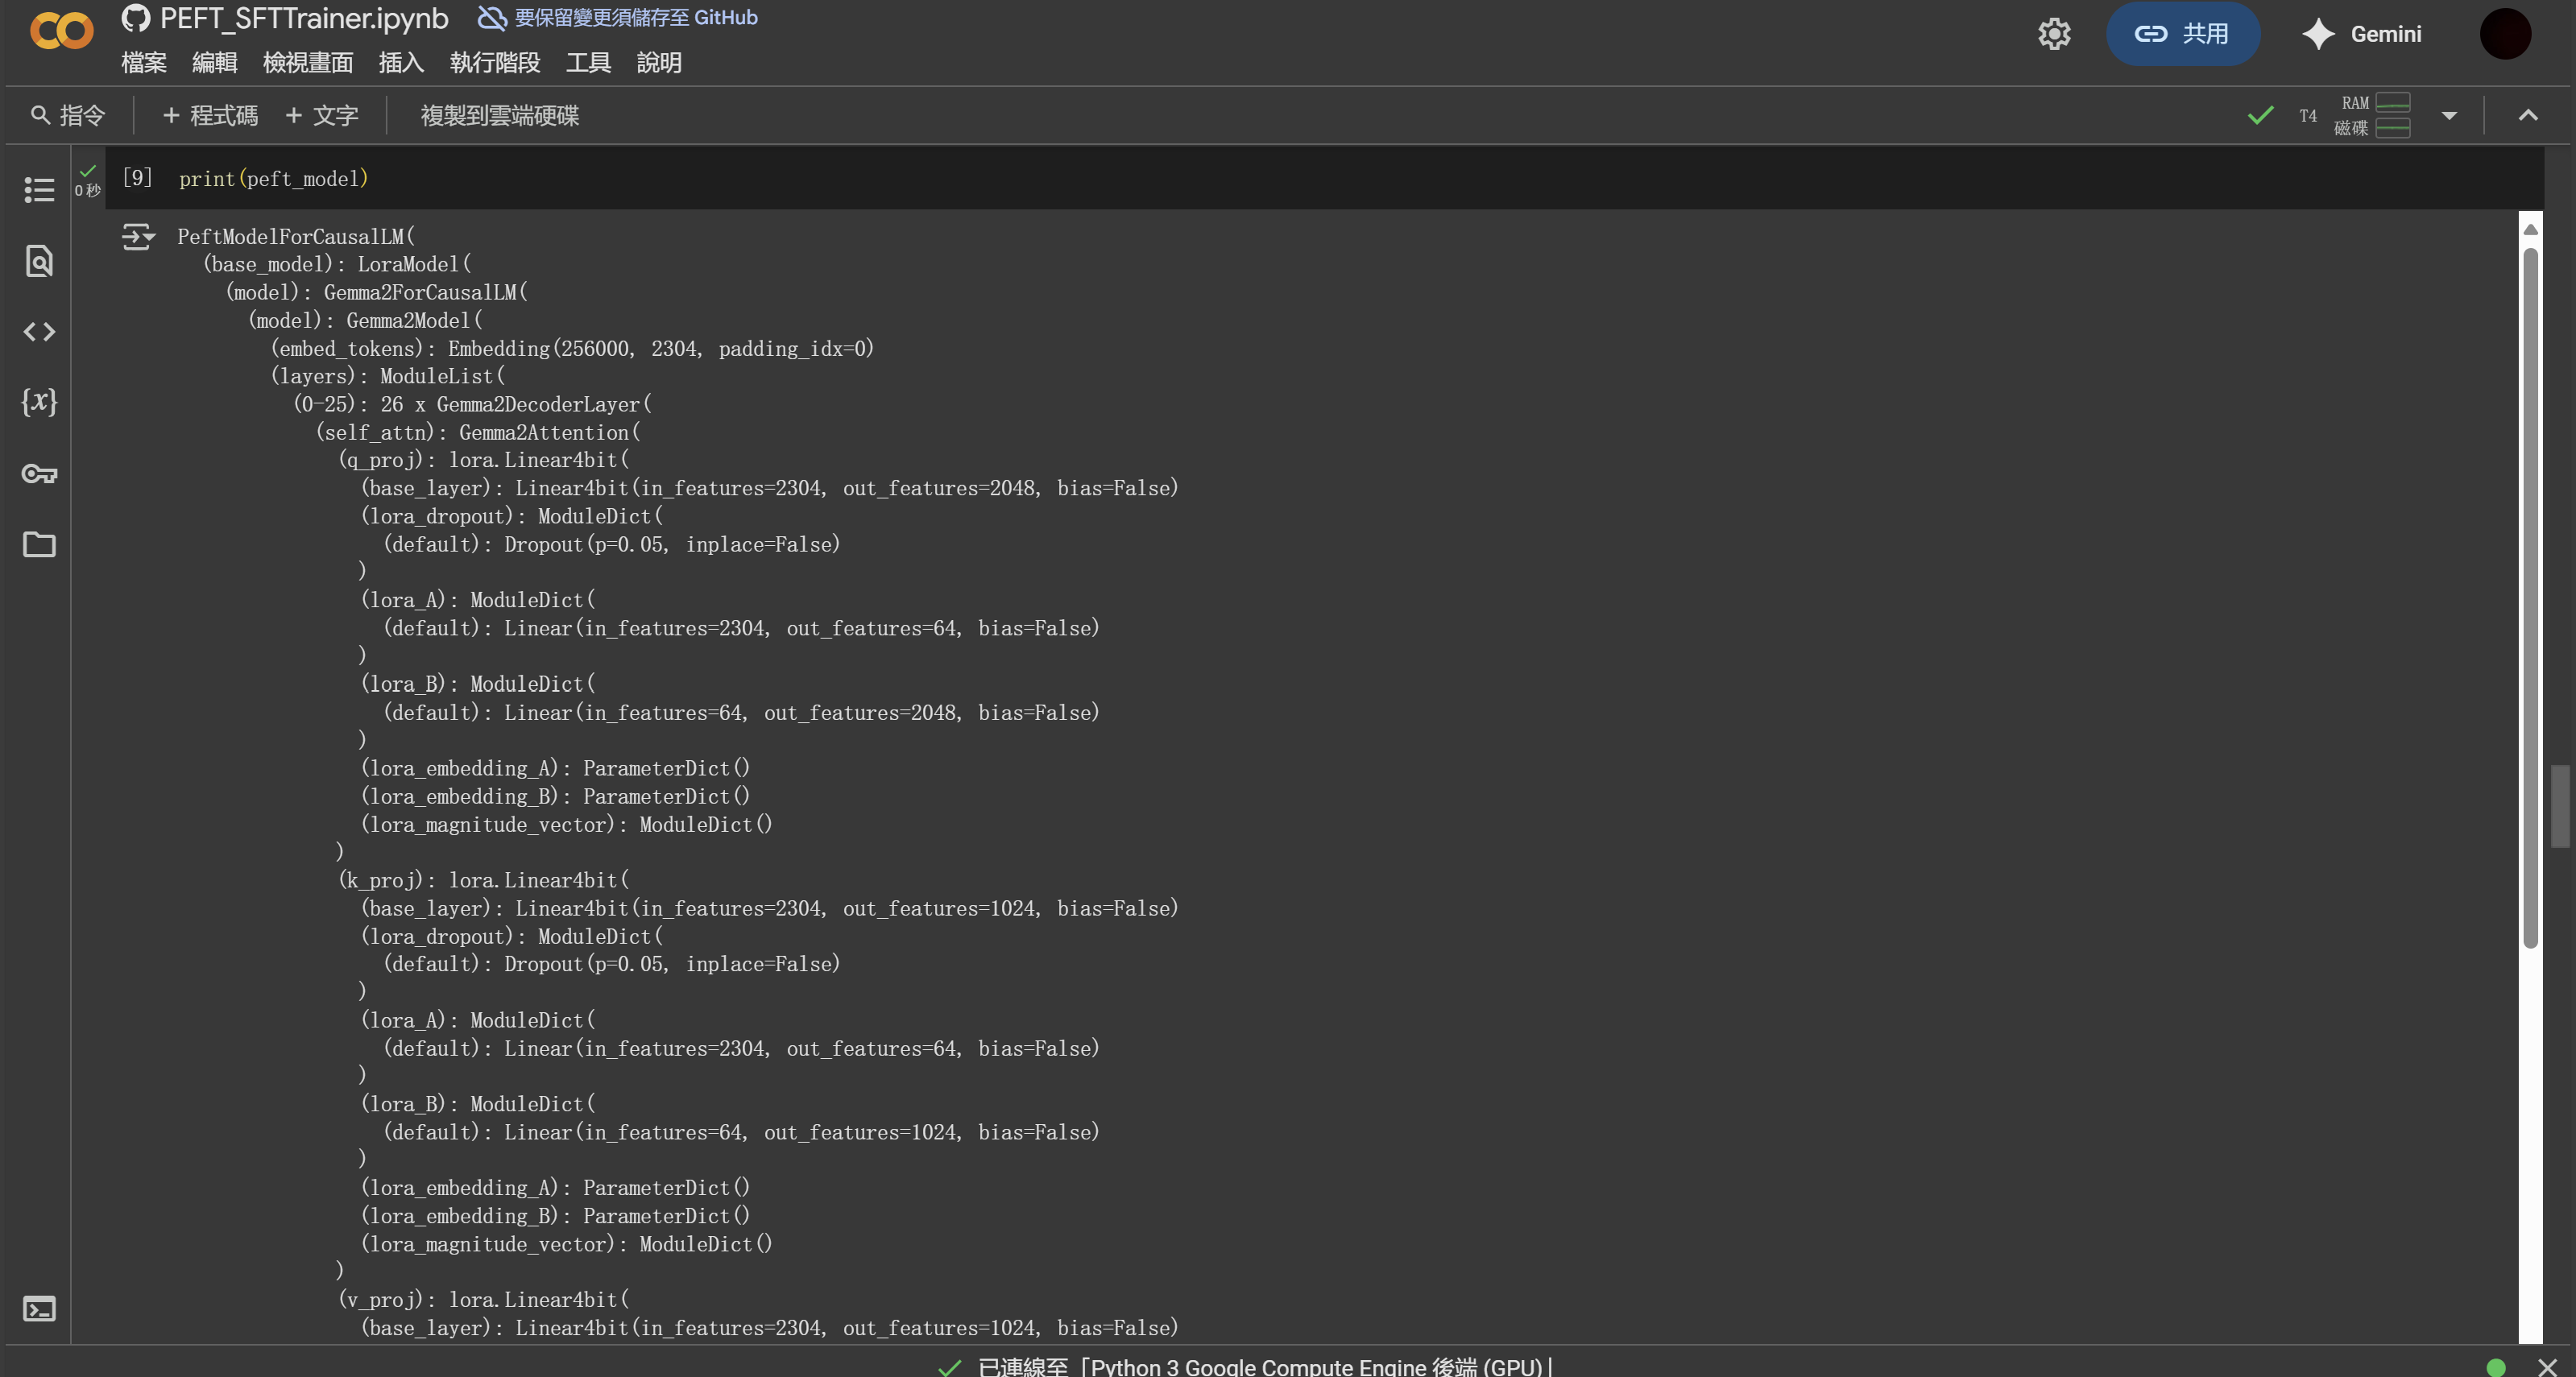 PEFT_SFTTrainer.ipynb 要保留變更須儲存至 GitHub
檔案 編輯 檢視畫面 插入 執行階段 工具 說明
共用 Gemini
指令 + 程式碼 + 文字 複製到雲端硬碟
T4 RAM 磁碟
0 秒 [9] print(peft_model)
PeftModelForCausalLM(
(base_model): LoraModel(
(model): Gemma2ForCausalLM(
(model): Gemma2Model(
(embed_tokens): Embedding(256000, 2304, padding_idx=0)
(layers): ModuleList(
(0-25): 26 x Gemma2DecoderLayer(
(self_attn): Gemma2Attention(
(q_proj): lora.Linear4bit(
(base_layer): Linear4bit(in_features=2304, out_features=2048, bias=False)
(lora_dropout): ModuleDict(
(default): Dropout(p=0.05, inplace=False)
)
(lora_A): ModuleDict(
(default): Linear(in_features=2304, out_features=64, bias=False)
)
(lora_B): ModuleDict(
(default): Linear(in_features=64, out_features=2048, bias=False)
)
(lora_embedding_A): ParameterDict()
(lora_embedding_B): ParameterDict()
(lora_magnitude_vector): ModuleDict()
)
(k_proj): lora.Linear4bit(
(base_layer): Linear4bit(in_features=2304, out_features=1024, bias=False)
(lora_dropout): ModuleDict(
(default): Dropout(p=0.05, inplace=False)
)
(lora_A): ModuleDict(
(default): Linear(in_features=2304, out_features=64, bias=False)
)
(lora_B): ModuleDict(
(default): Linear(in_features=64, out_features=1024, bias=False)
)
(lora_embedding_A): ParameterDict()
(lora_embedding_B): ParameterDict()
(lora_magnitude_vector): ModuleDict()
)
(v_proj): lora.Linear4bit(
(base_layer): Linear4bit(in_features=2304, out_features=1024, bias=False)
已連線至「Python 3 Google Compute Engine 後端 (GPU)」